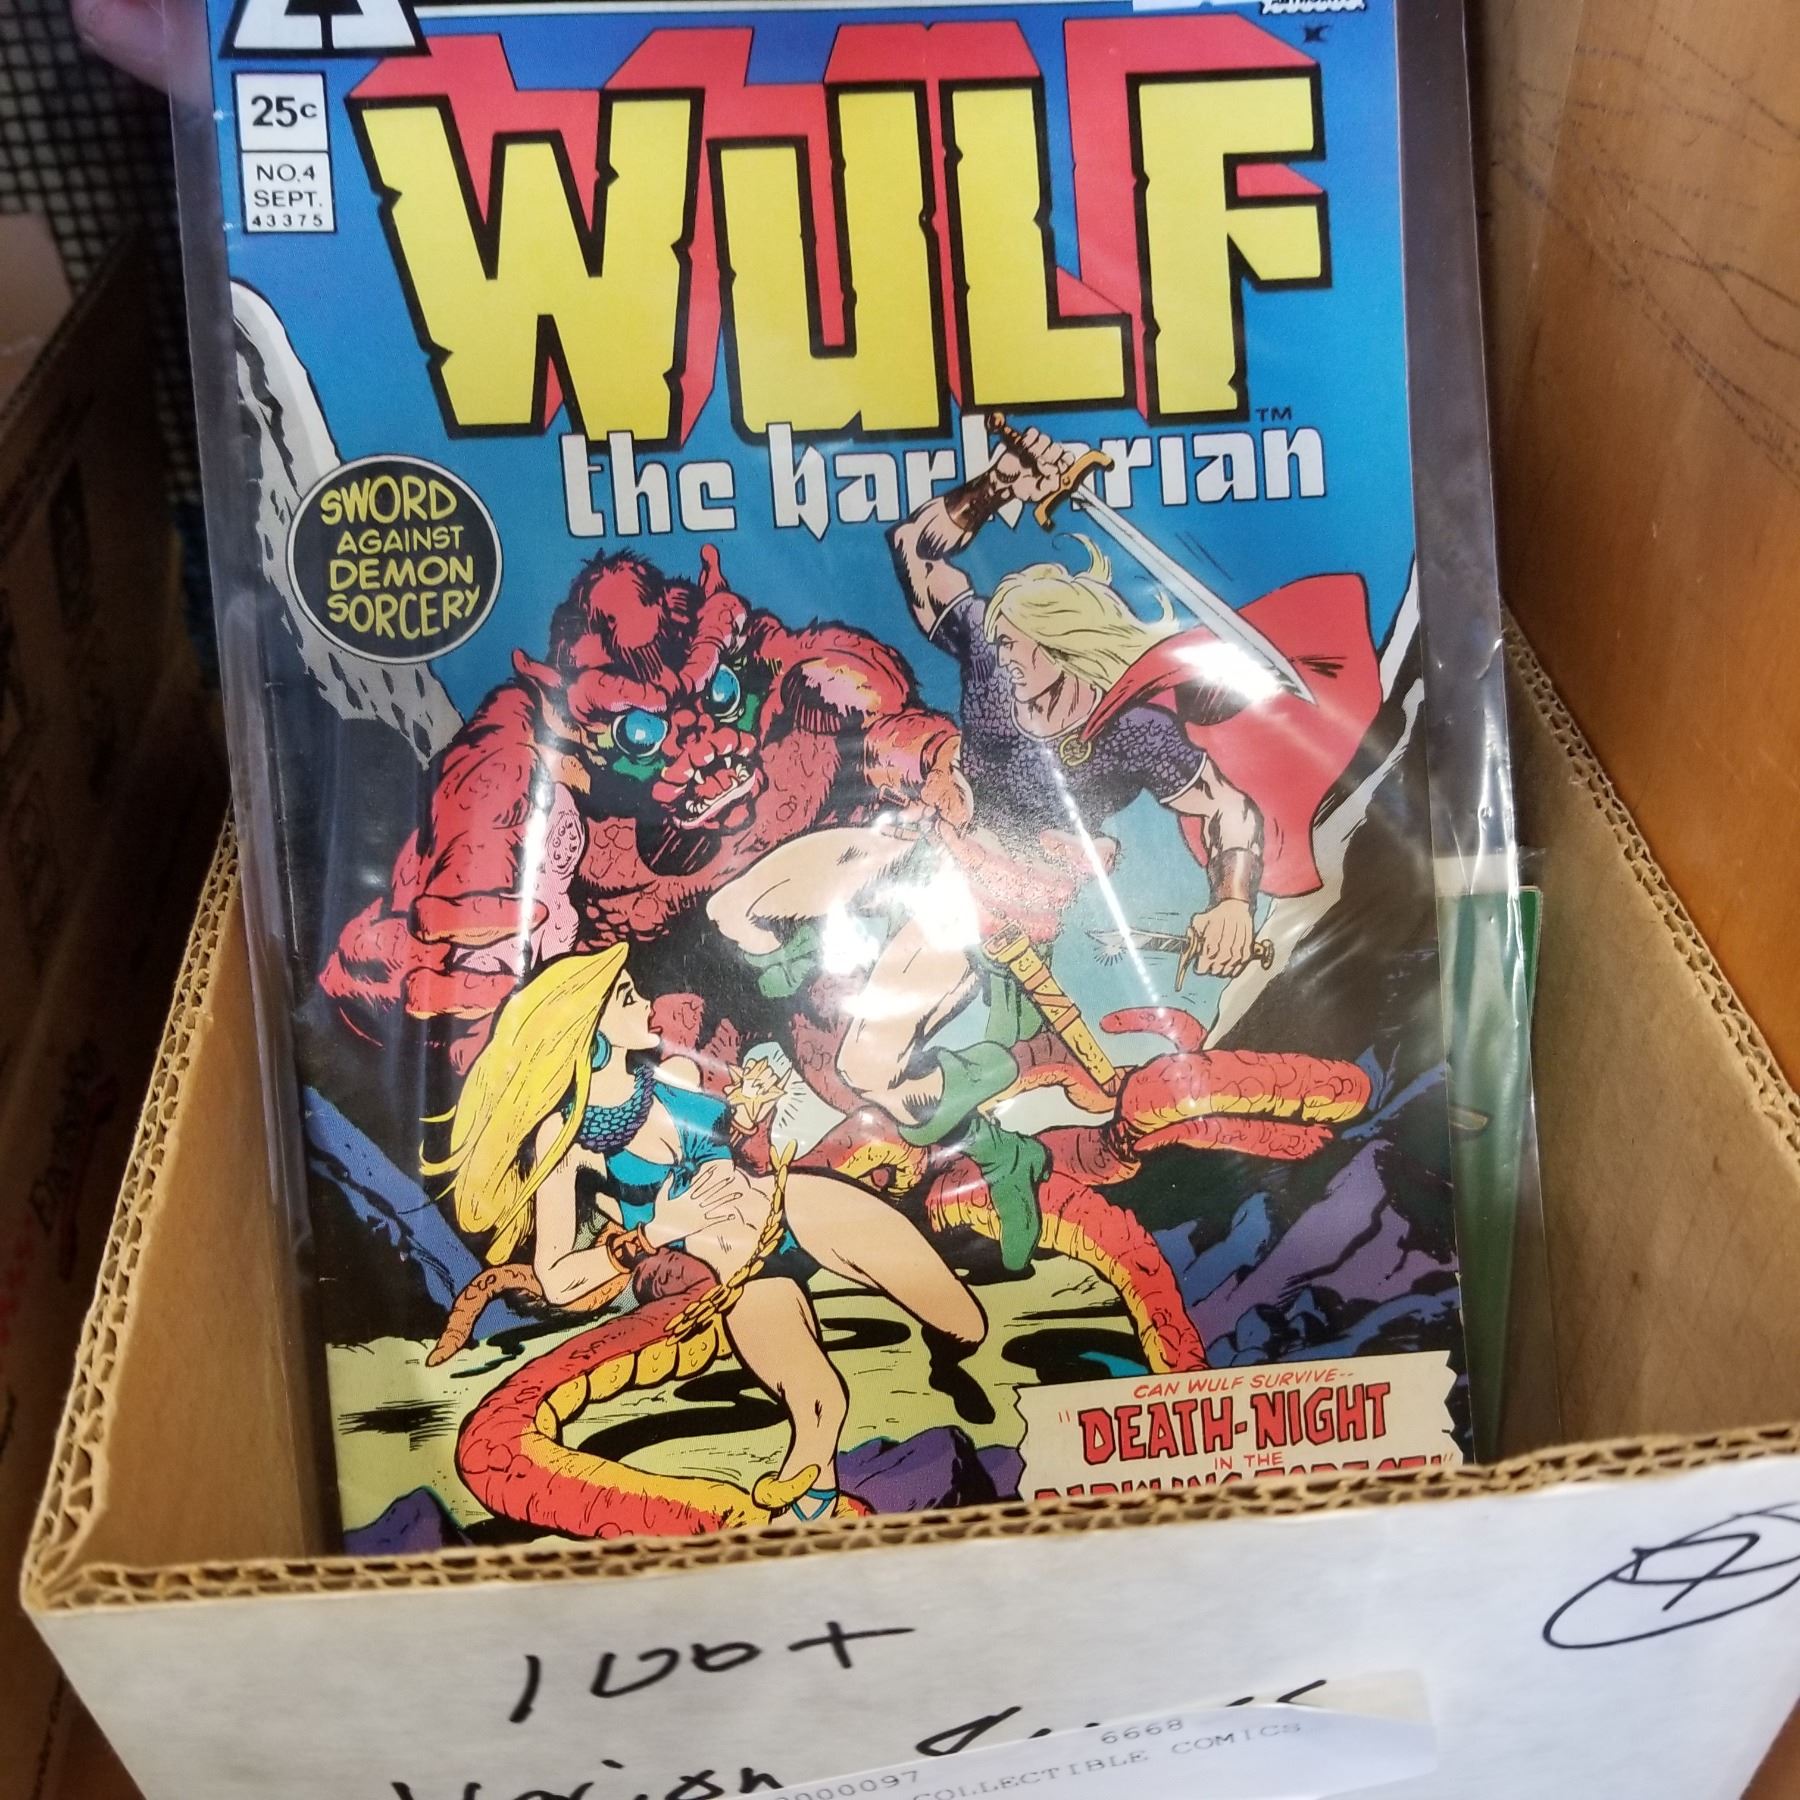 25¢
NO.4
SEPT.
43375
WULF
TM
the barbarian
SWORD
AGAINST
DEMON
SORCERY
CAN WULF SURVIVE--
"DEATH-NIGHT
IN THE
100+
6668
0000097
COLLECTIBLE COMICS